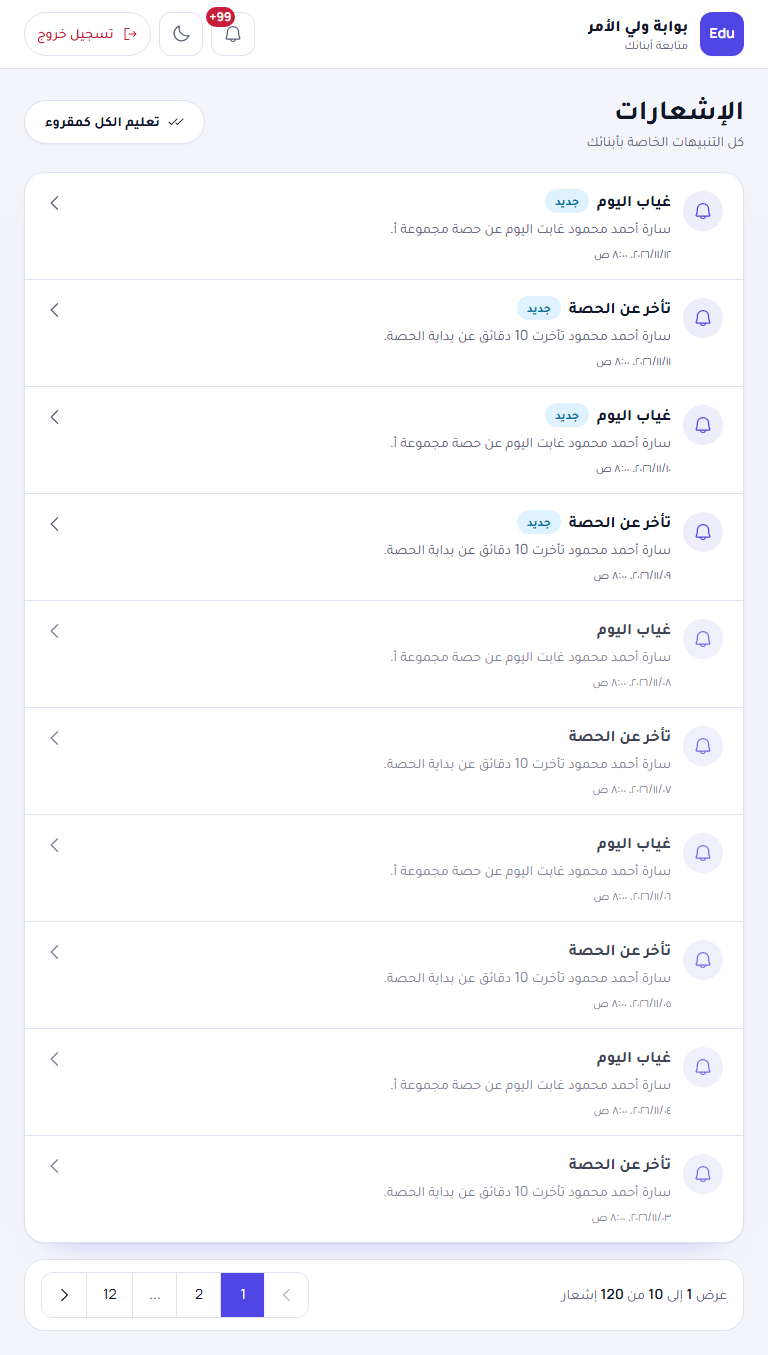 Edu
بوابة ولي الأمر
متابعة أبنائك
99+
تسجيل خروج
الإشعارات
كل التنبيهات الخاصة بأبنائك
تعليم الكل كمقروء
غياب اليوم جديد
سارة أحمد محمود غابت اليوم عن حصة مجموعة أ.
١٢‏/١١‏/٢٠٢٦، ٨:٠٠ ص
تأخر عن الحصة جديد
سارة أحمد محمود تأخرت 10 دقائق عن بداية الحصة.
١١‏/١١‏/٢٠٢٦، ٨:٠٠ ص
غياب اليوم جديد
سارة أحمد محمود غابت اليوم عن حصة مجموعة أ.
١٠‏/١١‏/٢٠٢٦، ٨:٠٠ ص
تأخر عن الحصة جديد
سارة أحمد محمود تأخرت 10 دقائق عن بداية الحصة.
٠٩‏/١١‏/٢٠٢٦، ٨:٠٠ ص
غياب اليوم
سارة أحمد محمود غابت اليوم عن حصة مجموعة أ.
٠٨‏/١١‏/٢٠٢٦، ٨:٠٠ ص
تأخر عن الحصة
سارة أحمد محمود تأخرت 10 دقائق عن بداية الحصة.
٠٧‏/١١‏/٢٠٢٦، ٨:٠٠ ص
غياب اليوم
سارة أحمد محمود غابت اليوم عن حصة مجموعة أ.
٠٦‏/١١‏/٢٠٢٦، ٨:٠٠ ص
تأخر عن الحصة
سارة أحمد محمود تأخرت 10 دقائق عن بداية الحصة.
٠٥‏/١١‏/٢٠٢٦، ٨:٠٠ ص
غياب اليوم
سارة أحمد محمود غابت اليوم عن حصة مجموعة أ.
٠٤‏/١١‏/٢٠٢٦، ٨:٠٠ ص
تأخر عن الحصة
سارة أحمد محمود تأخرت 10 دقائق عن بداية الحصة.
٠٣‏/١١‏/٢٠٢٦، ٨:٠٠ ص
عرض 1 إلى 10 من 120 إشعار
1 2 ... 12